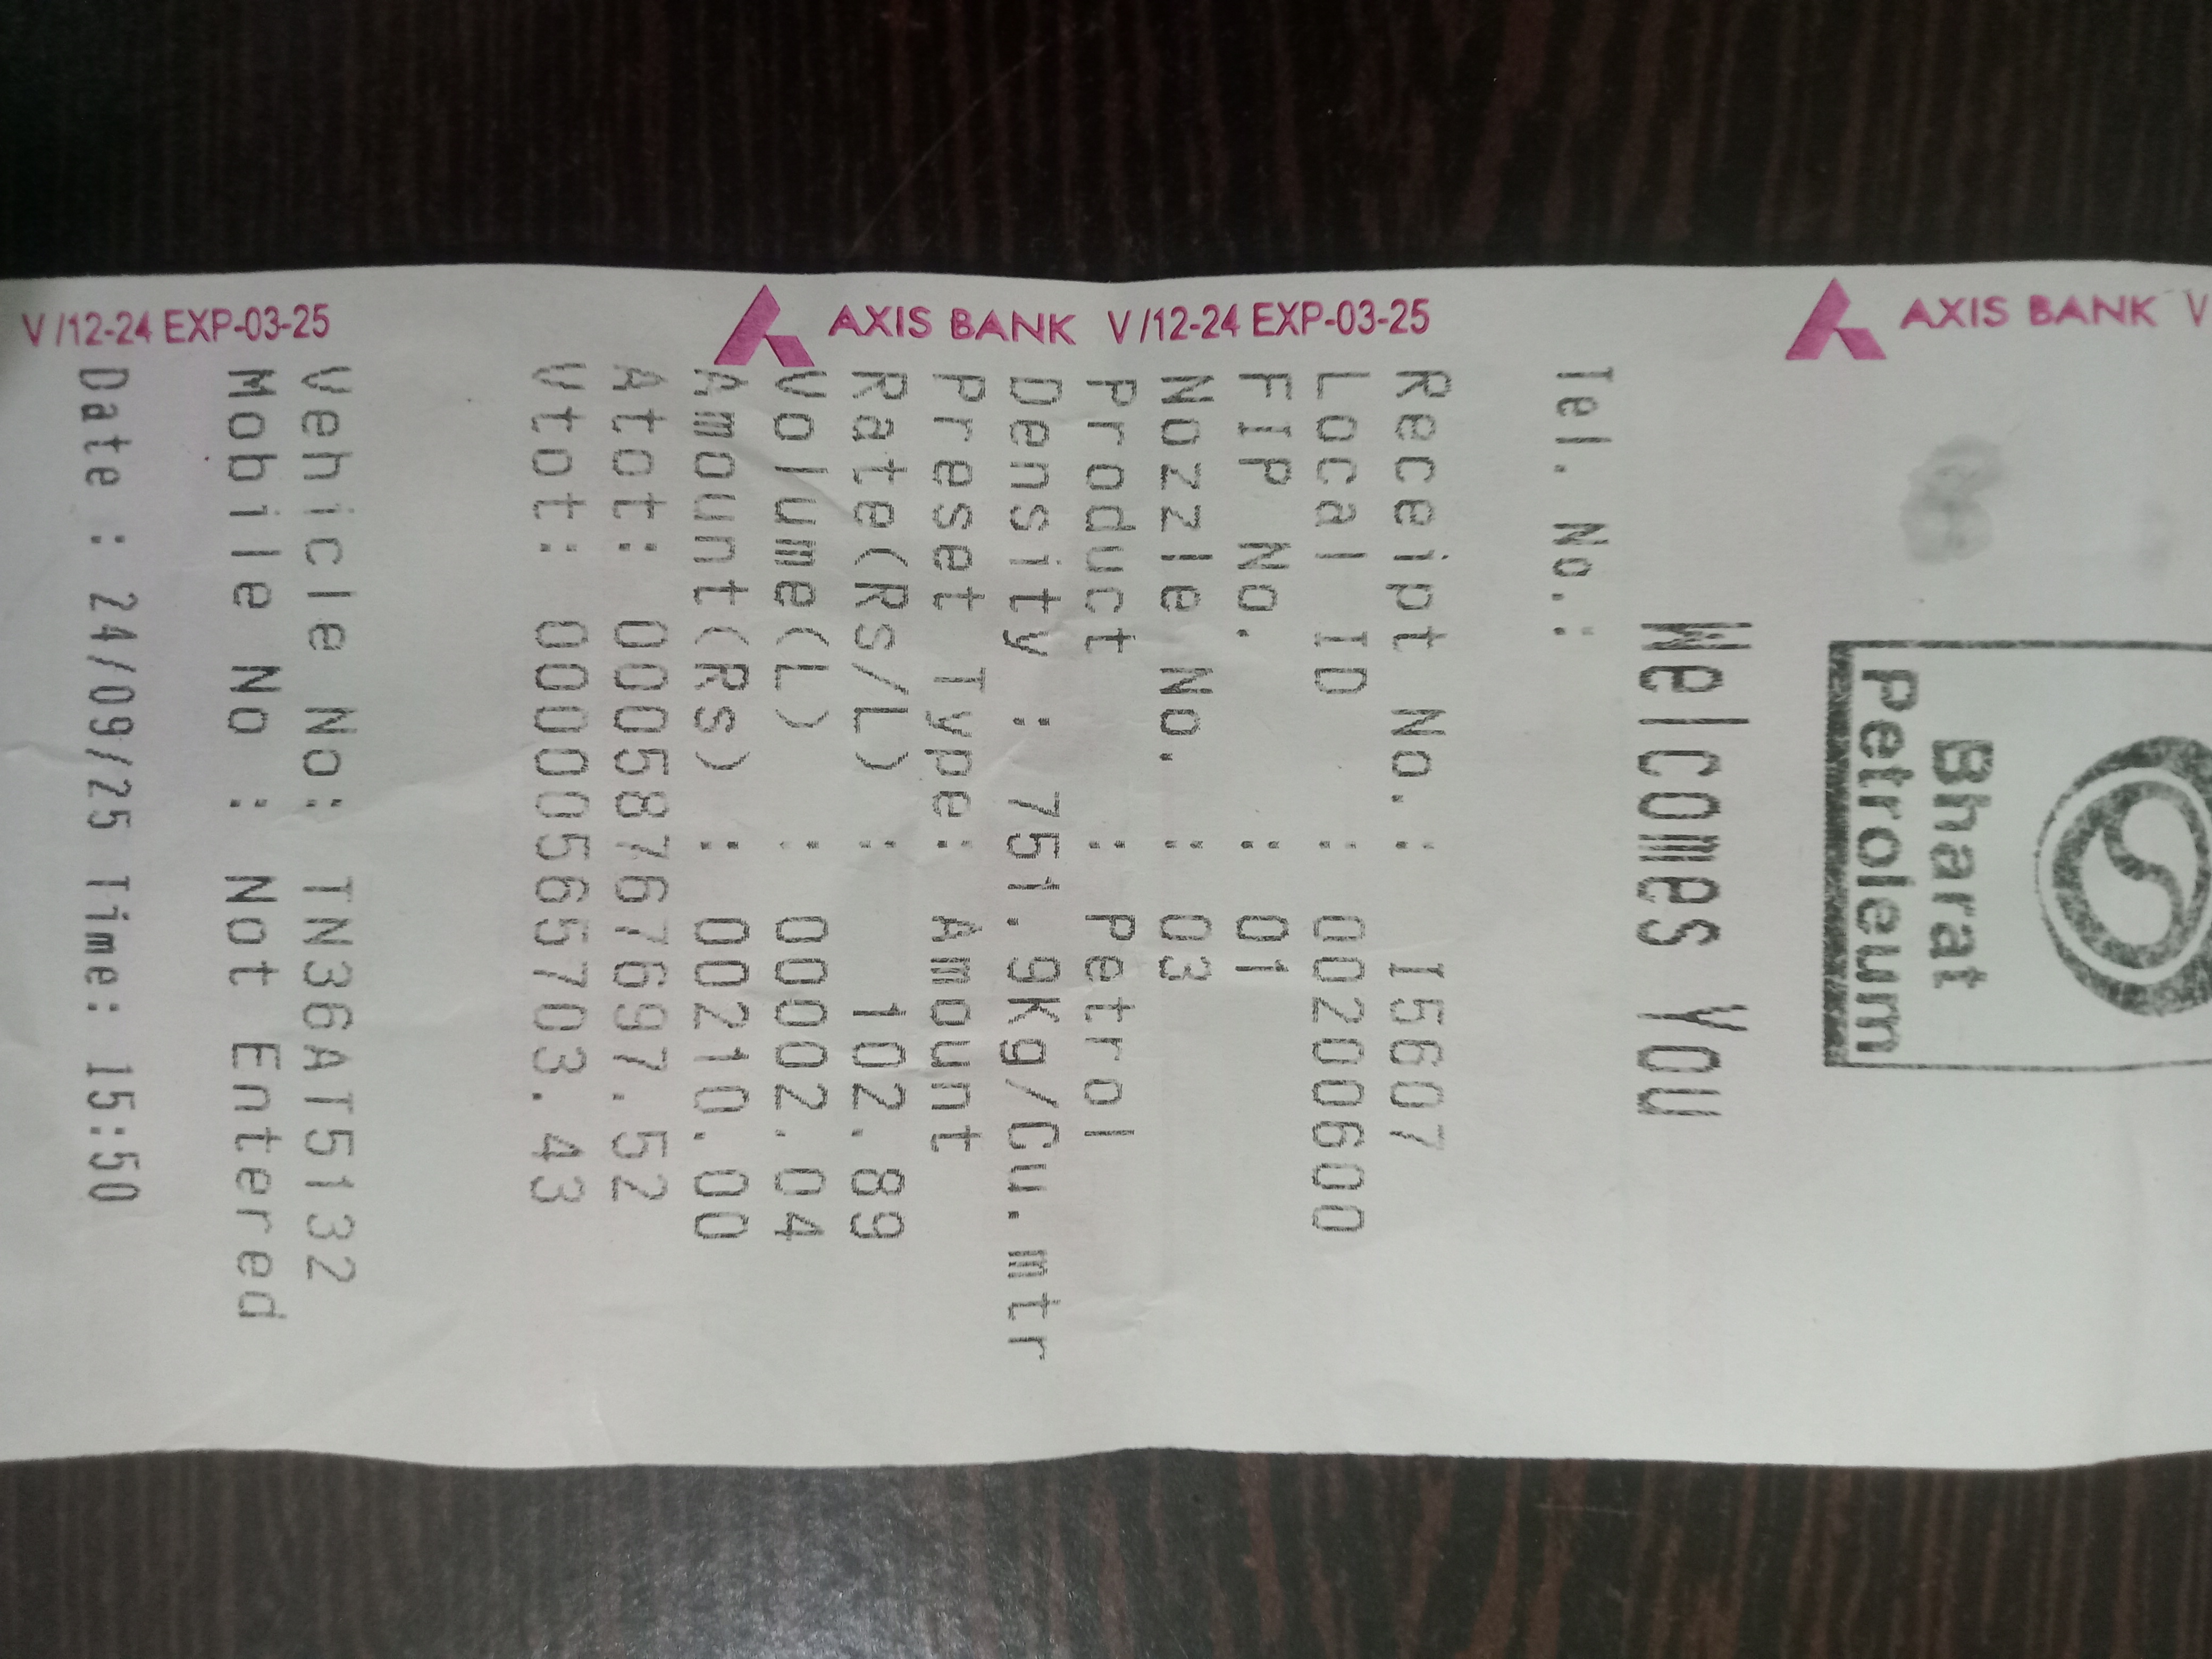 Bharat
Petroleum
Welcomes You
Tel. No.:
Receipt No.: I5607
Local ID : 00200600
FIP No. : 01
Nozzle No. : 03
Product : Petrol
Density: 751.9Kg/Cu.mtr
Preset Type: Amount
Rate(Rs/L) : 102.89
Volume(L) : 00002.04
Amount(Rs) : 00210.00
Atot: 00058767697.52
Vtot: 00000565703.43
Vehicle No: TN36AT5132
Mobile No : Not Entered
Date : 24/09/25 Time: 15:50
V/12-24 EXP-03-25
AXIS BANK V/12-24 EXP-03-25
AXIS BANK V